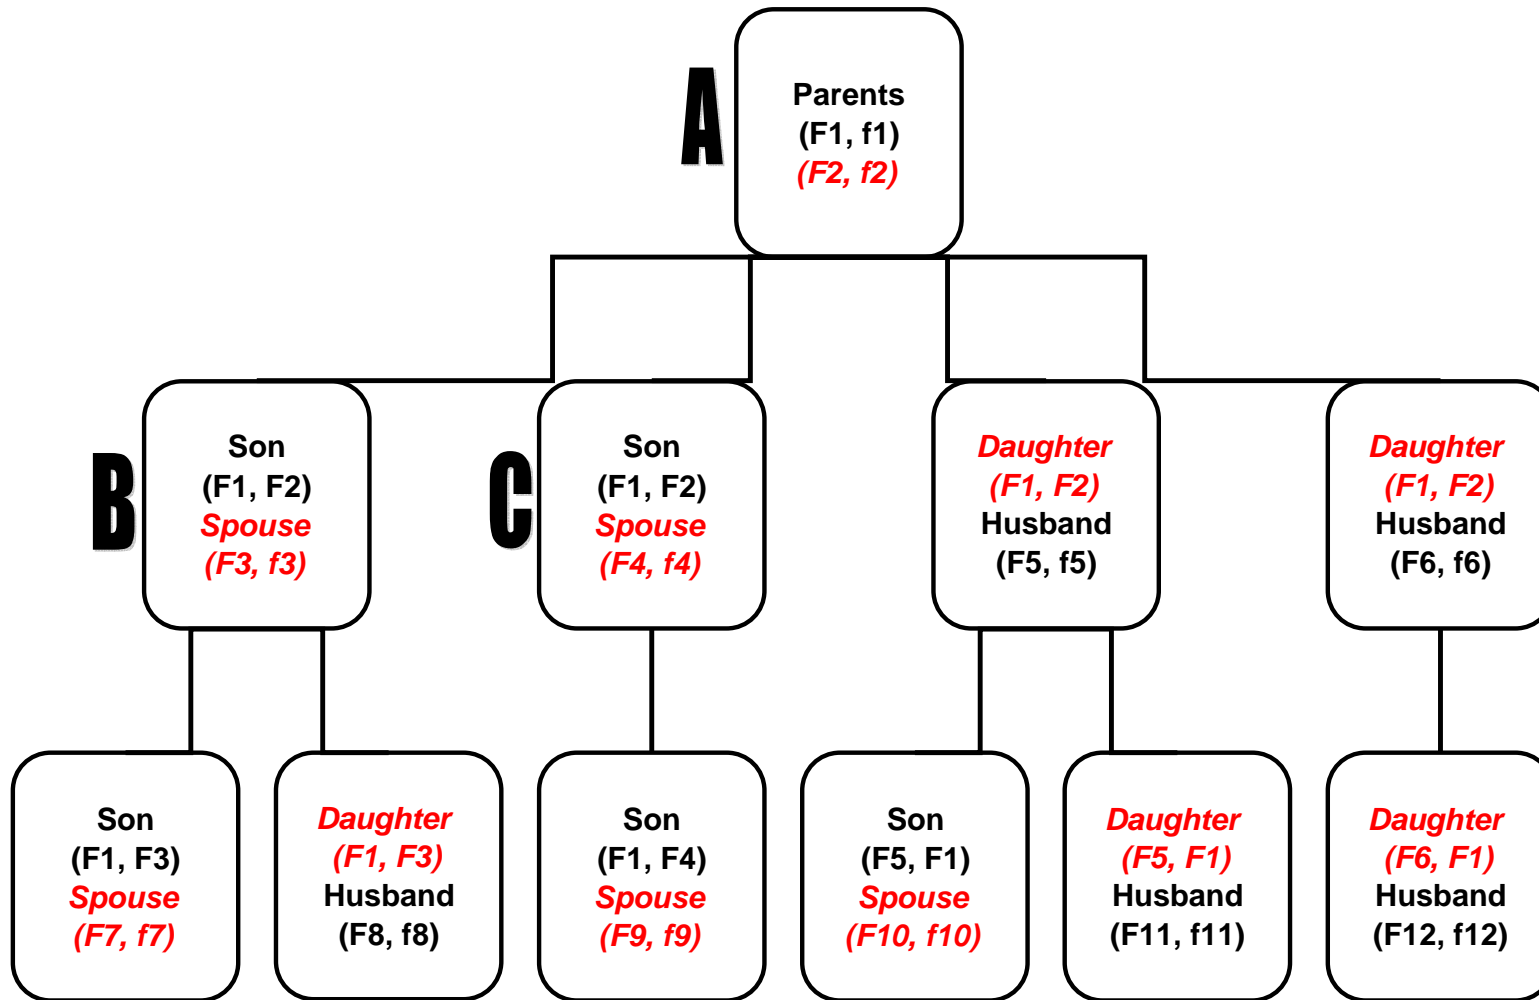 A
Parents
(F1, f1)
(F2, f2)
B
Son
(F1, F2)
Spouse
(F3, f3)
C
Son
(F1, F2)
Spouse
(F4, f4)
Daughter
(F1, F2)
Husband
(F5, f5)
Daughter
(F1, F2)
Husband
(F6, f6)
Son
(F1, F3)
Spouse
(F7, f7)
Daughter
(F1, F3)
Husband
(F8, f8)
Son
(F1, F4)
Spouse
(F9, f9)
Son
(F5, F1)
Spouse
(F10, f10)
Daughter
(F5, F1)
Husband
(F11, f11)
Daughter
(F6, F1)
Husband
(F12, f12)